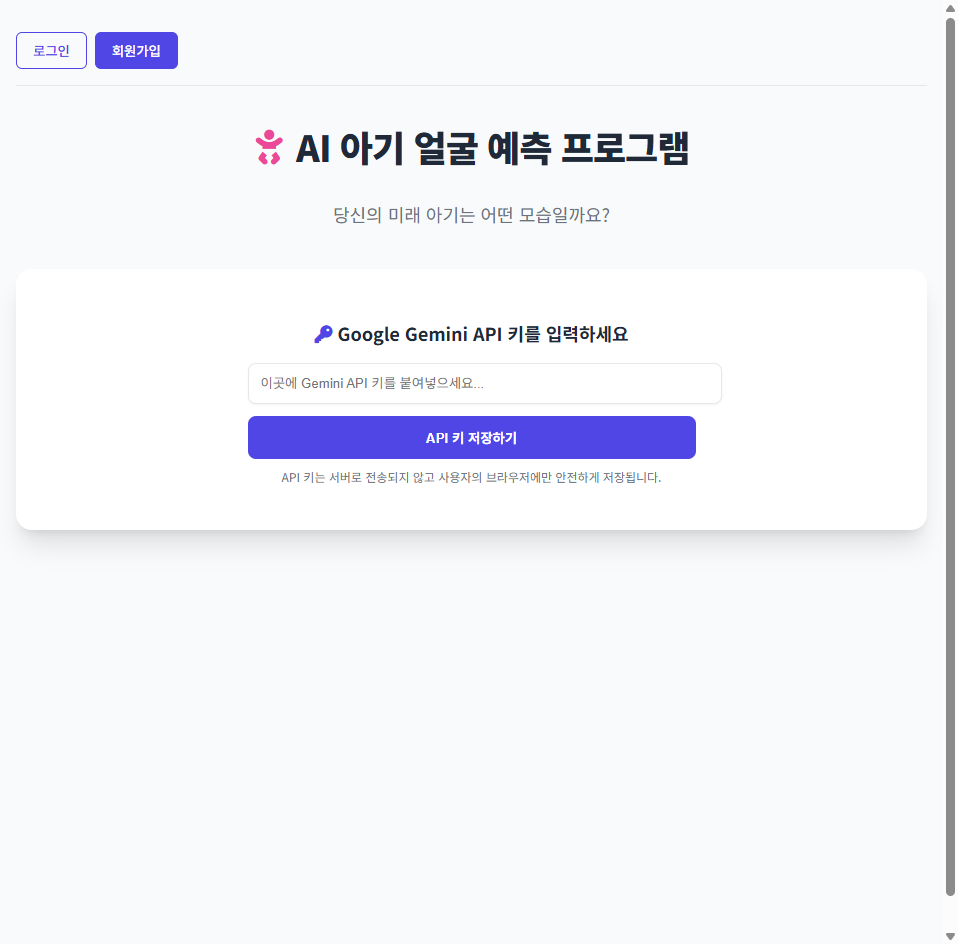 로그인 회원가입
AI 아기 얼굴 예측 프로그램
당신의 미래 아기는 어떤 모습일까요?
Google Gemini API 키를 입력하세요
이곳에 Gemini API 키를 붙여넣으세요...
API 키 저장하기
API 키는 서버로 전송되지 않고 사용자의 브라우저에만 안전하게 저장됩니다.